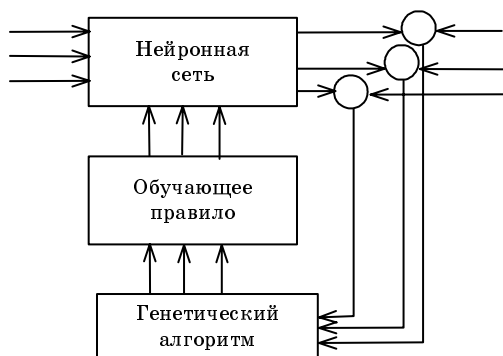 Нейронная
сеть
Обучающее
правило
Генетический
алгоритм